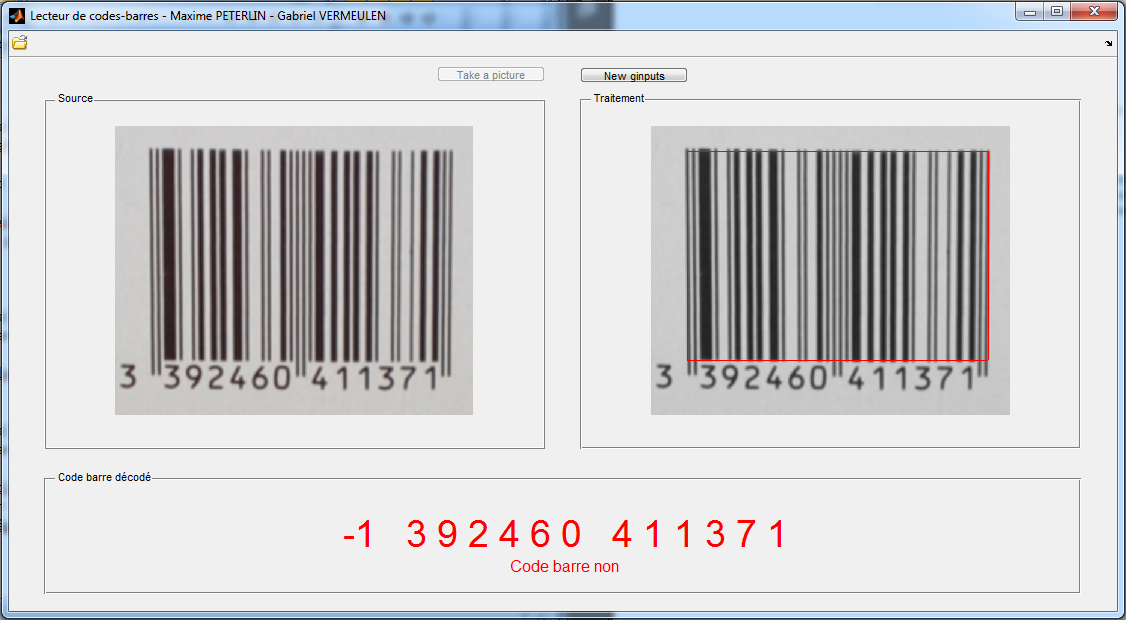 Lecteur de codes-barres - Maxime PETERLIN - Gabriel VERMEULEN
Take a picture
New ginputs
Source
Traitement
3 392460 411371
3 392460 411371
Code barre décodé
-1 392460 411371
Code barre non